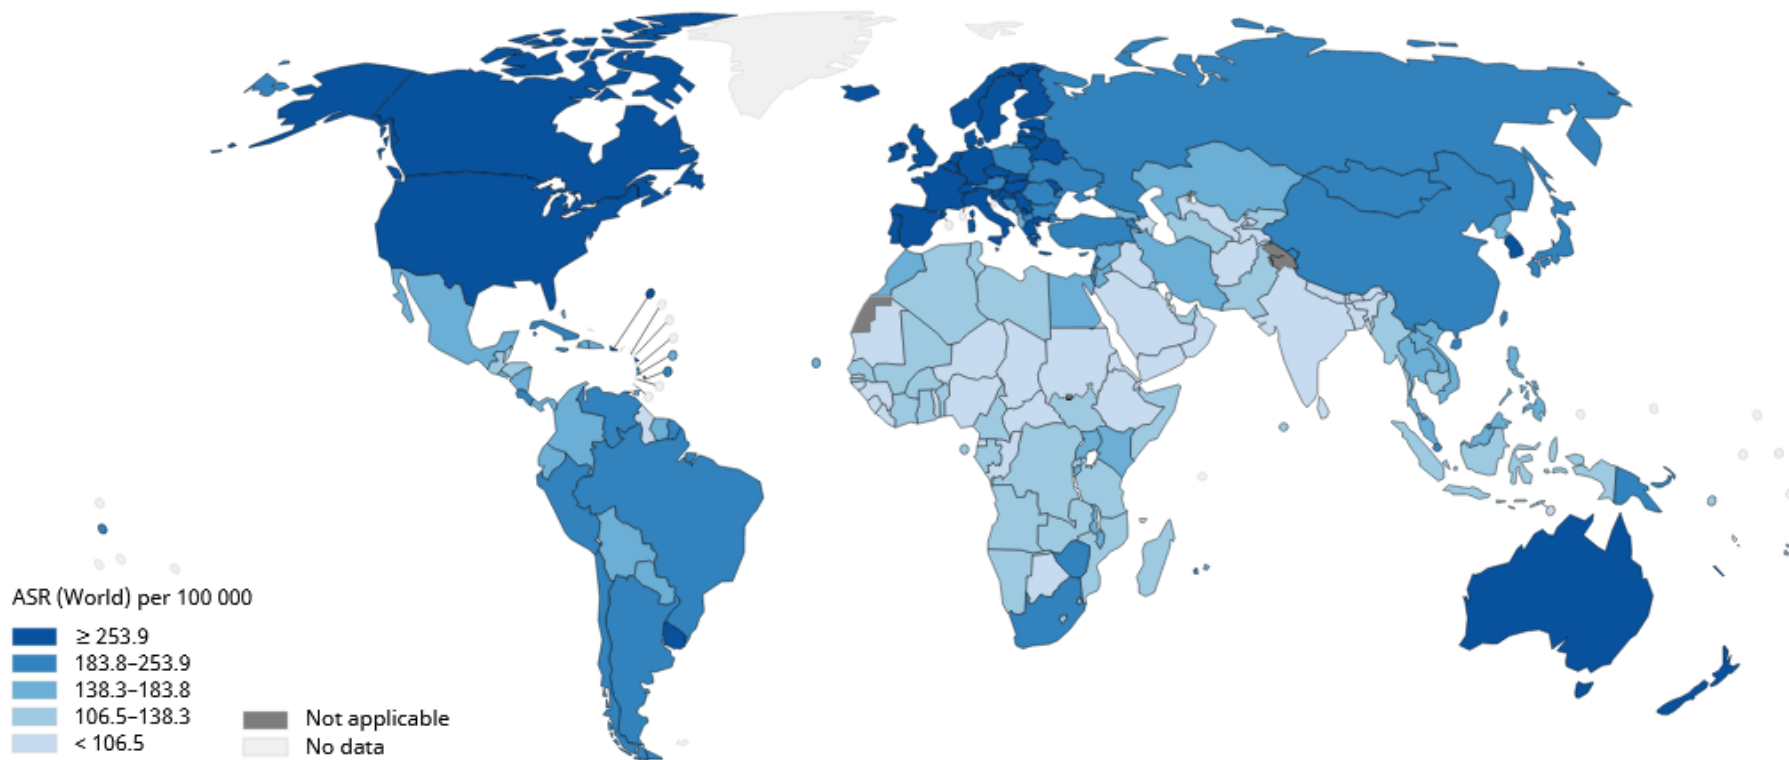 ASR (World) per 100 000
≥ 253.9
183.8–253.9
138.3–183.8
106.5–138.3
< 106.5
Not applicable
No data